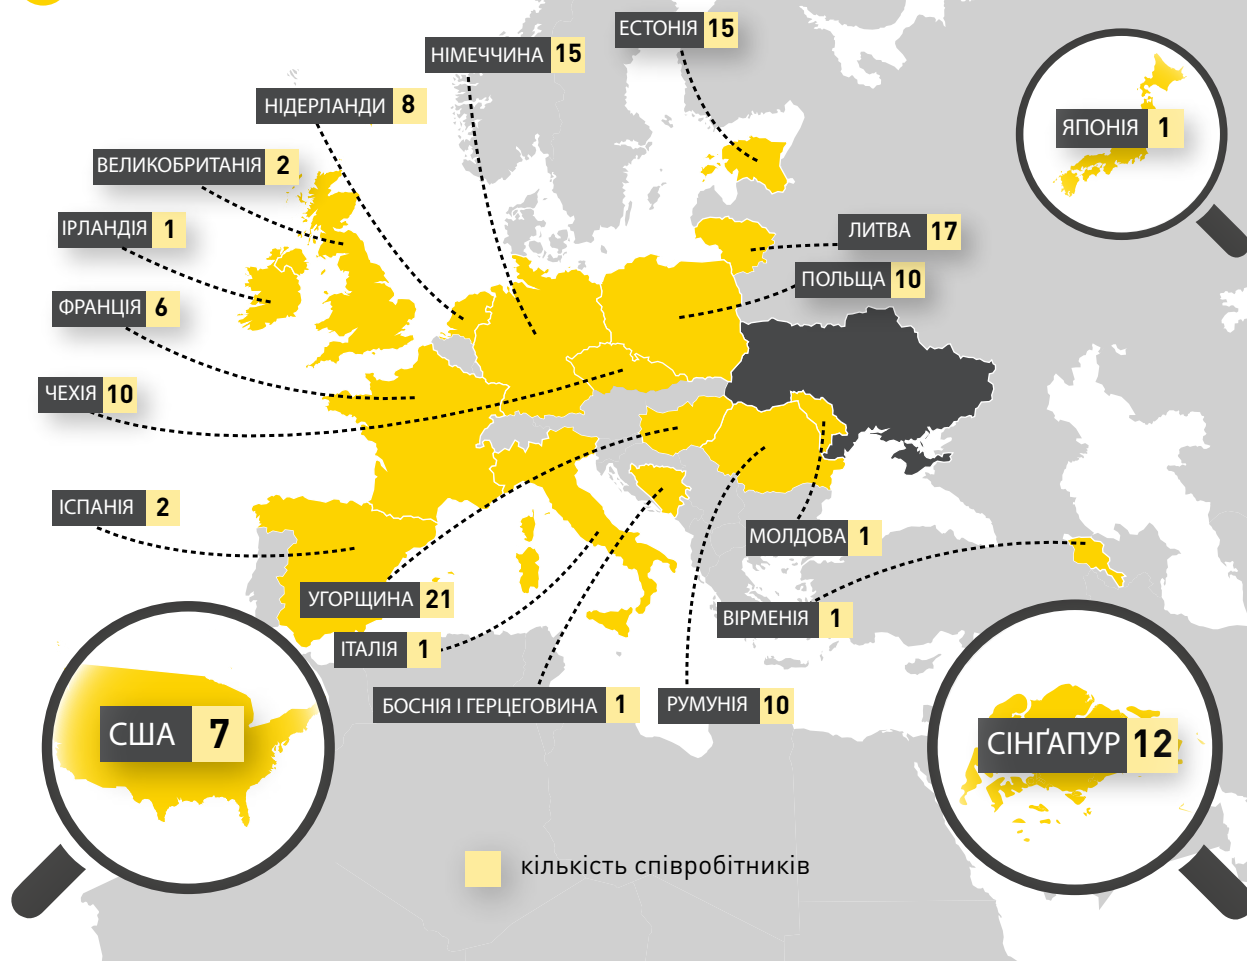 ЕСТОНІЯ 15
НІМЕЧЧИНА 15
НІДЕРЛАНДИ 8
ЯПОНІЯ 1
ВЕЛИКОБРИТАНІЯ 2
ІРЛАНДІЯ 1
ЛИТВА 17
ПОЛЬЩА 10
ФРАНЦІЯ 6
ЧЕХІЯ 10
ІСПАНІЯ 2
МОЛДОВА 1
УГОРЩИНА 21
ВІРМЕНІЯ 1
ІТАЛІЯ 1
БОСНІЯ І ГЕРЦЕГОВИНА 1
РУМУНІЯ 10
США 7
СІНҐАПУР 12
кількість співробітників